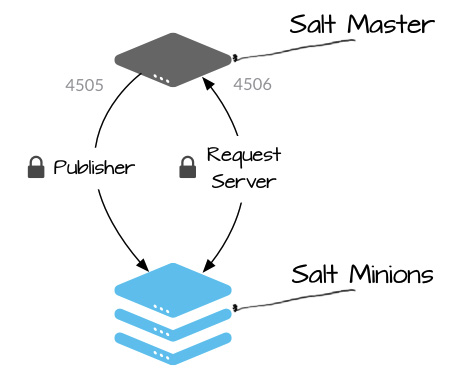 Salt Master
4505
4506
Publisher
Request
Server
Salt Minions